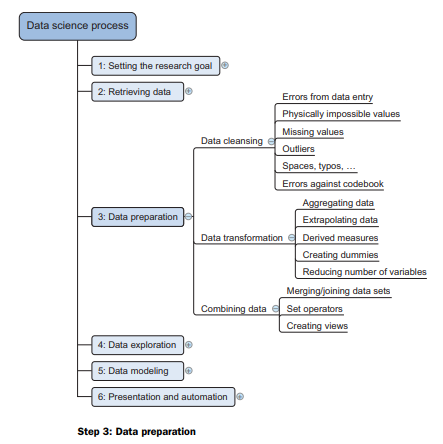 Data science process
1: Setting the research goal
2: Retrieving data
3: Data preparation
Data cleansing
Errors from data entry
Physically impossible values
Missing values
Outliers
Spaces, typos, …
Errors against codebook
Data transformation
Aggregating data
Extrapolating data
Derived measures
Creating dummies
Reducing number of variables
Combining data
Merging/joining data sets
Set operators
Creating views
4: Data exploration
5: Data modeling
6: Presentation and automation
Step 3: Data preparation